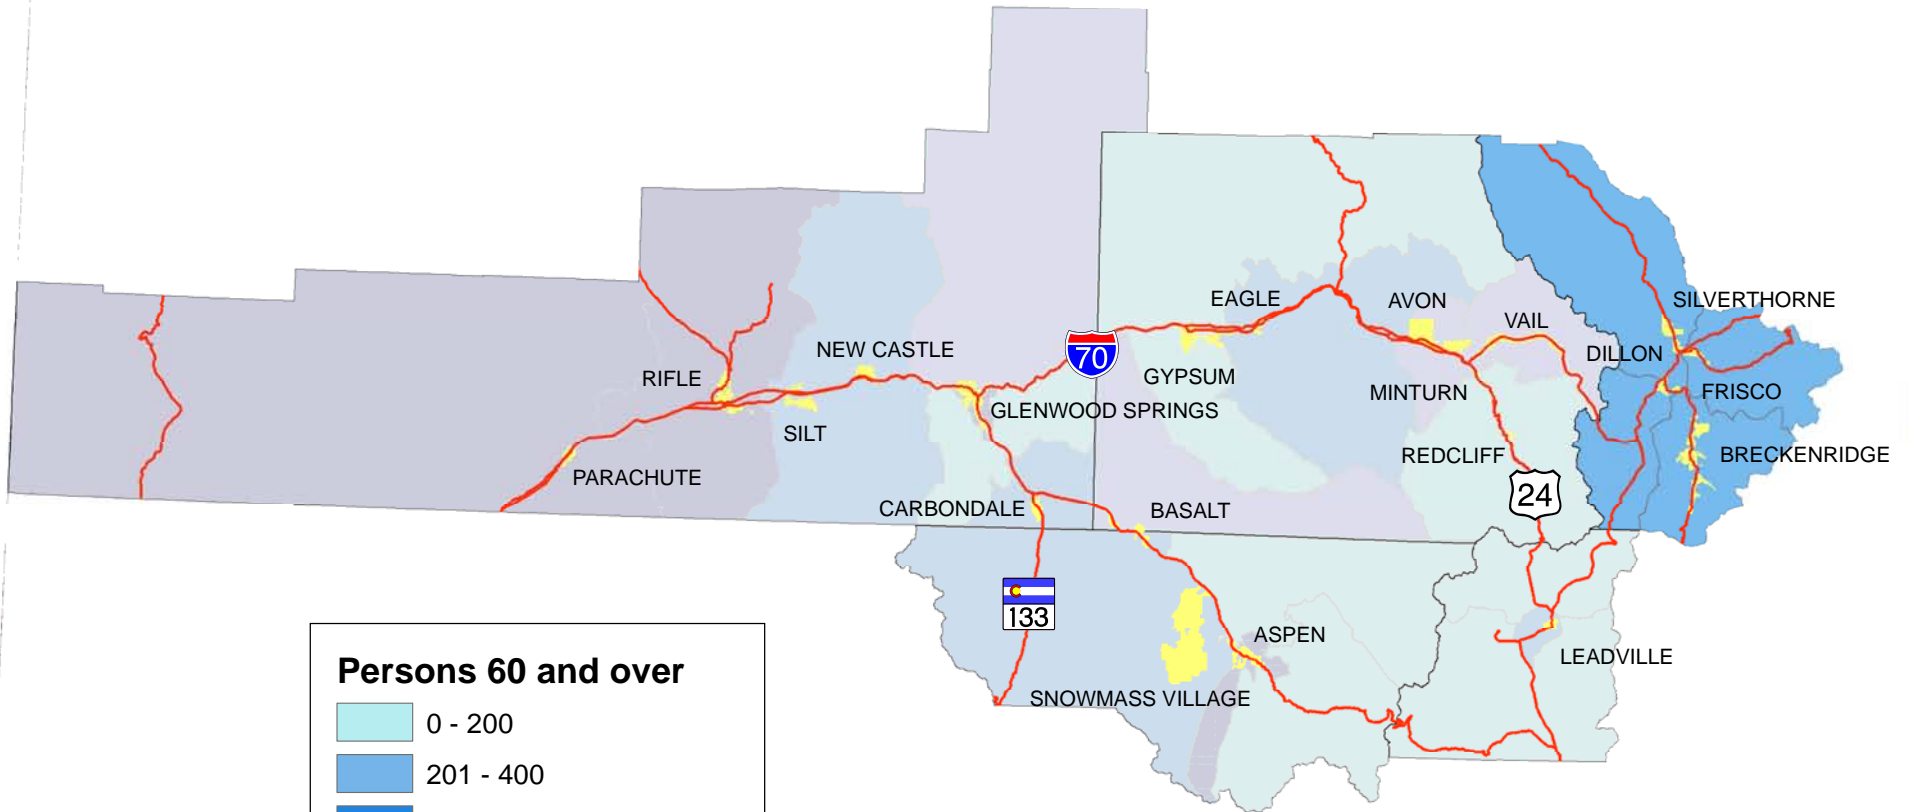 SILVERTHORNE
EAGLE
AVON
VAIL
NEW CASTLE
70
DILLON
RIFLE
GYPSUM
MINTURN
FRISCO
GLENWOOD SPRINGS
SILT
REDCLIFF
BRECKENRIDGE
PARACHUTE
24
CARBONDALE
BASALT
133
ASPEN
LEADVILLE
SNOWMASS VILLAGE
Persons 60 and over
0 - 200
201 - 400